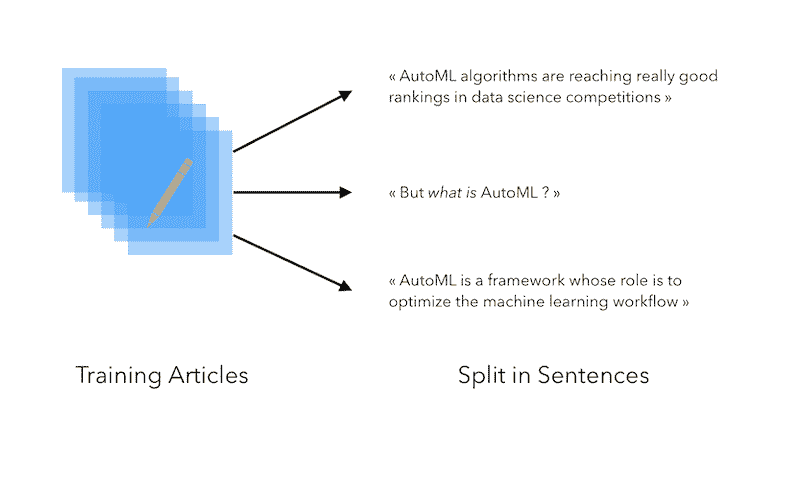 « AutoML algorithms are reaching really good
rankings in data science competitions »
« But what is AutoML ? »
« AutoML is a framework whose role is to
optimize the machine learning workflow »
Training Articles
Split in Sentences